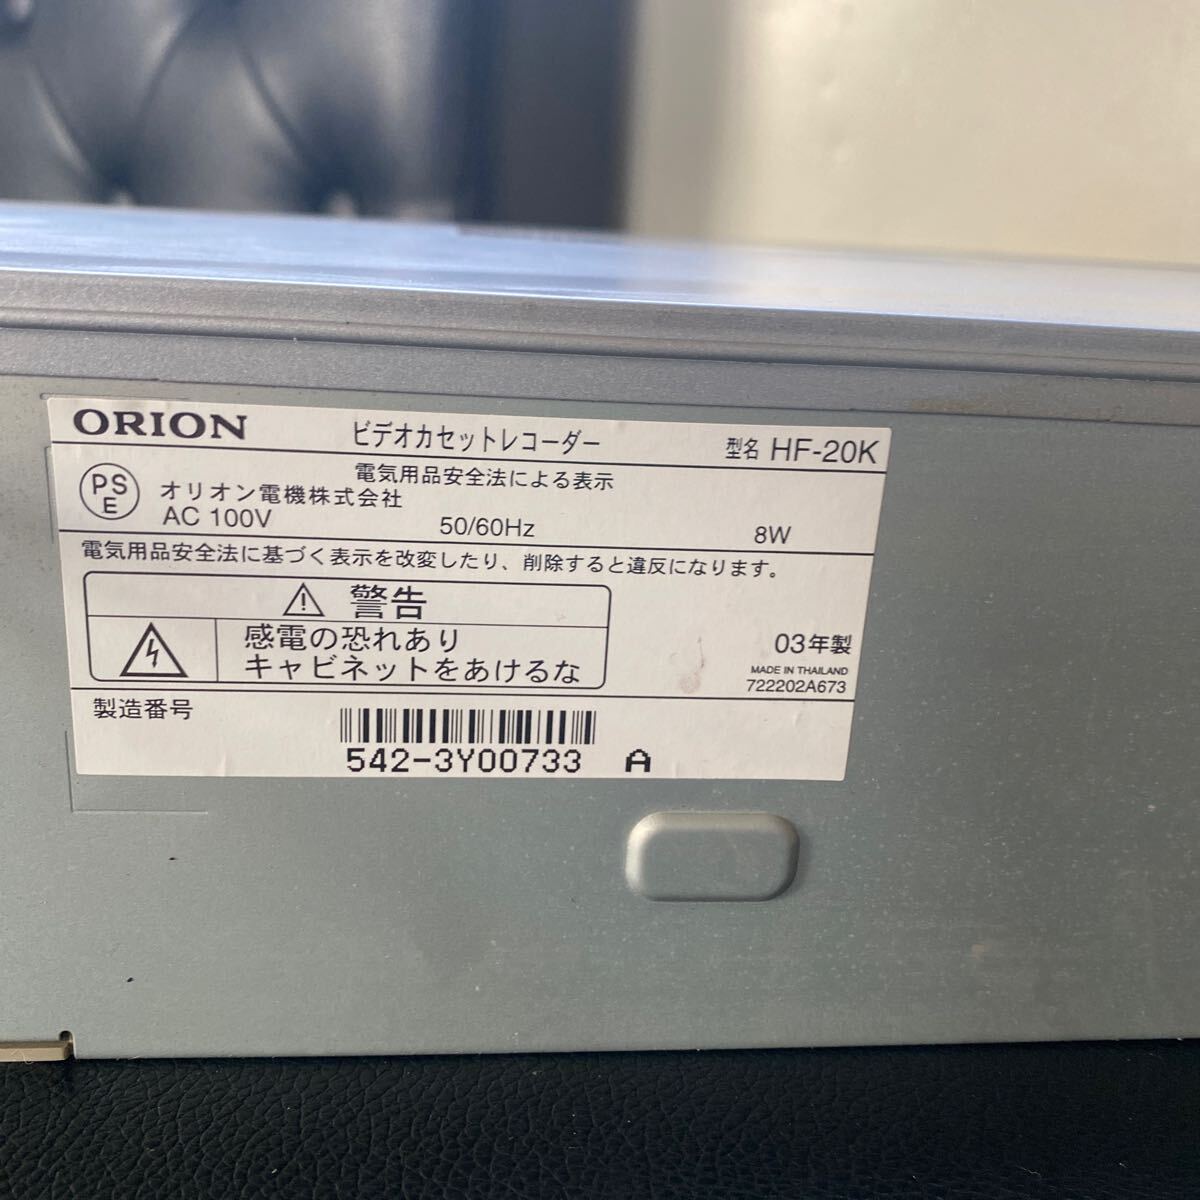 ORION ビデオカセットレコーダー 型名 HF-20K
電気用品安全法による表示
PS E オリオン電機株式会社
AC 100V 50/60Hz 8W
電気用品安全法に基づく表示を改変したり、削除すると違反になります。
警告
感電の恐れあり
キャビネットをあけるな
03年製
MADE IN THAILAND
722202A673
製造番号
542-3Y00733 A